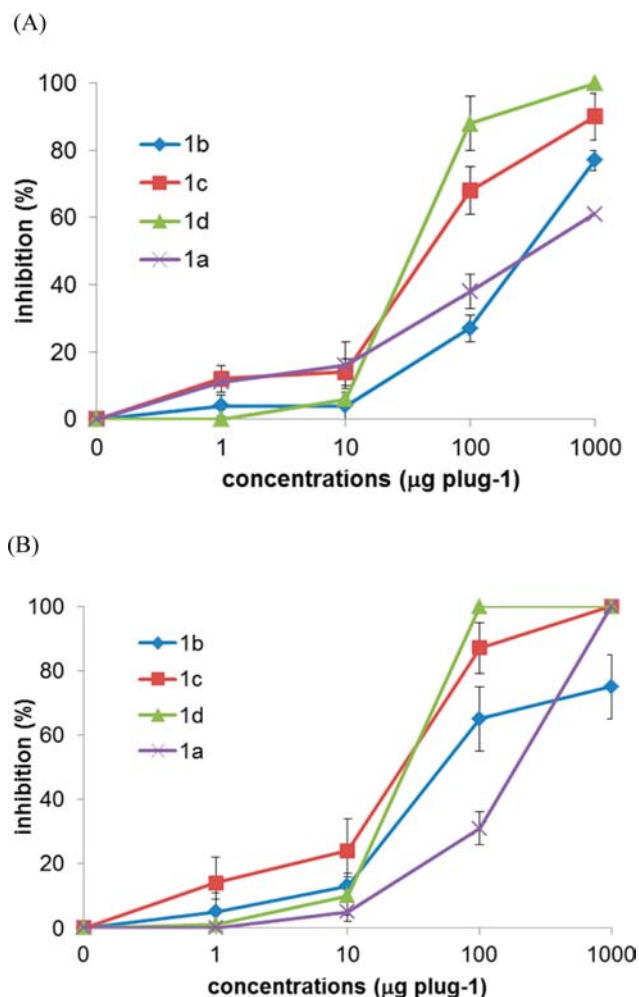 (A)
100
80
60
40
20
0
inhibition (%)
1b
1c
1d
1a
0 1 10 100 1000
concentrations (μg plug-1)
(B)
100
80
60
40
20
0
inhibition (%)
1b
1c
1d
1a
0 1 10 100 1000
concentrations (μg plug-1)